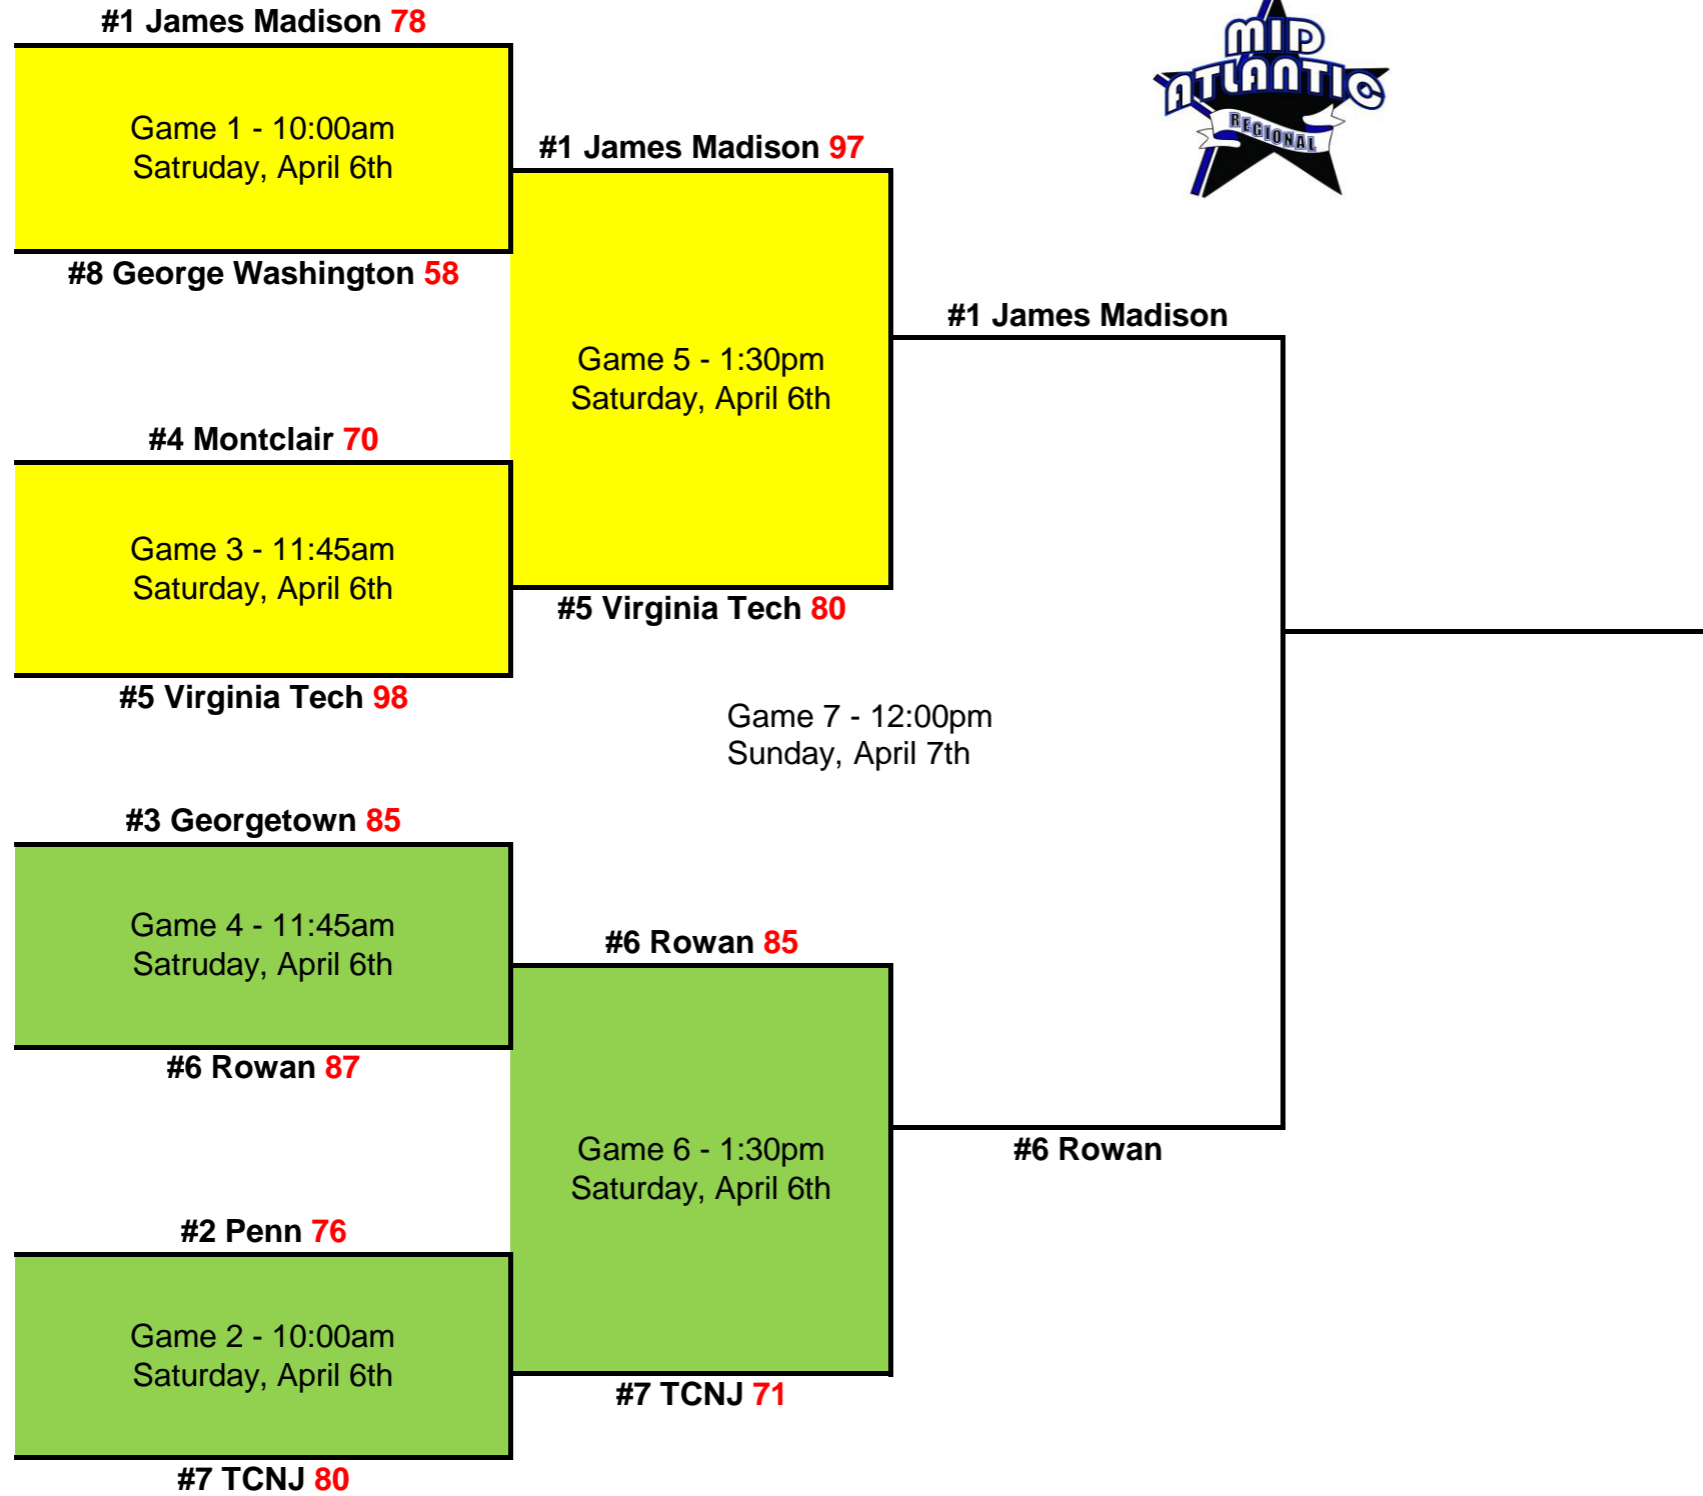 #1 James Madison 78
MID
ATLANTIC
REGIONAL
Game 1 - 10:00am
Satruday, April 6th
#1 James Madison 97
#8 George Washington 58
#1 James Madison
Game 5 - 1:30pm
Saturday, April 6th
#4 Montclair 70
Game 3 - 11:45am
Saturday, April 6th
#5 Virginia Tech 80
#5 Virginia Tech 98
Game 7 - 12:00pm
Sunday, April 7th
#3 Georgetown 85
Game 4 - 11:45am
Satruday, April 6th
#6 Rowan 85
#6 Rowan 87
Game 6 - 1:30pm
Saturday, April 6th
#6 Rowan
#2 Penn 76
Game 2 - 10:00am
Saturday, April 6th
#7 TCNJ 71
#7 TCNJ 80